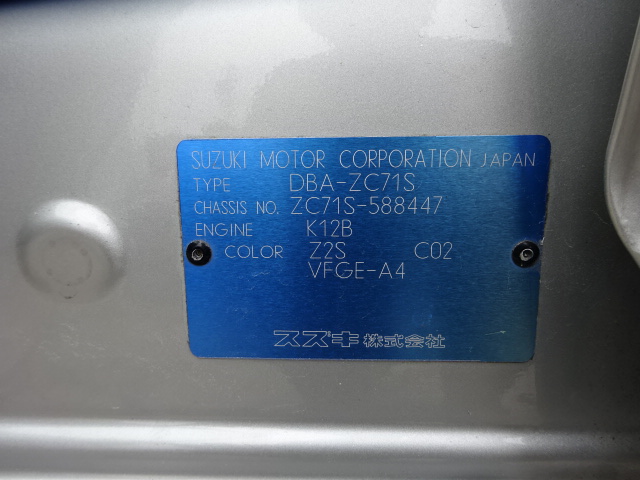 SUZUKI MOTOR CORPORATION JAPAN
TYPE DBA-ZC71S
CHASSIS NO. ZC71S-588447
ENGINE K12B
COLOR Z2S C02
VFGE-A4
スズキ株式会社